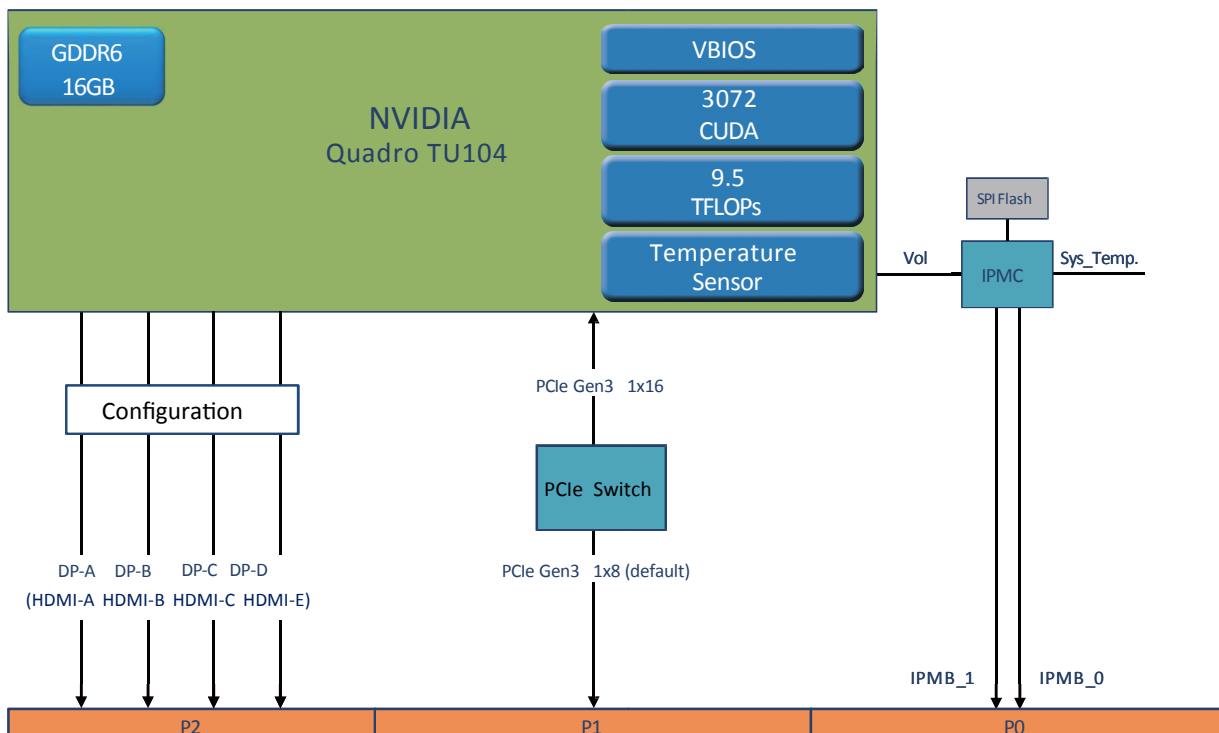 GDDR6
16GB
NVIDIA
Quadro TU104
VBIOS
3072
CUDA
9.5
TFLOPs
Temperature
Sensor
SPI Flash
Vol
IPMC
Sys_Temp.
Configuration
PCIe Gen3 1x16
PCIe Switch
PCIe Gen3 1x8 (default)
DP-A DP-B DP-C DP-D
(HDMI-A HDMI-B HDMI-C HDMI-E)
IPMB_1 IPMB_0
P2 P1 P0